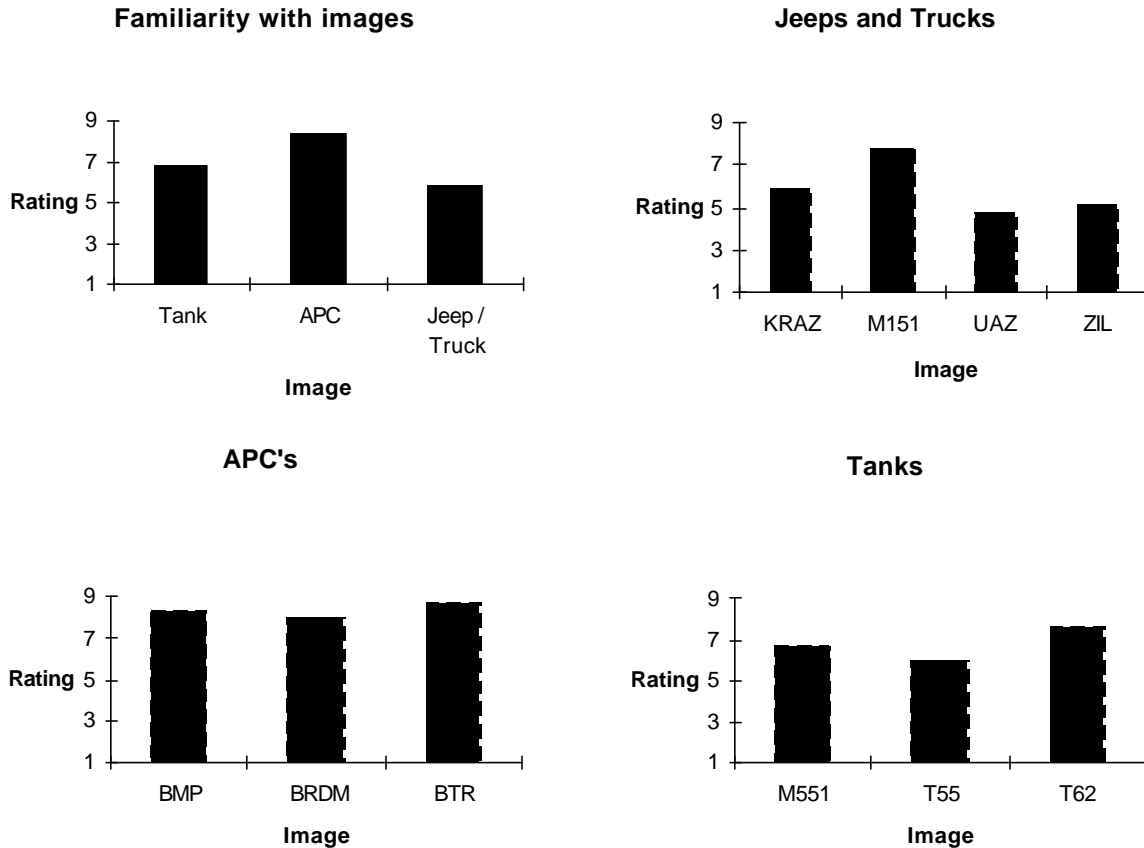 Familiarity with images
9
7
Rating 5
3
1
Tank APC Jeep /
Truck
Image
Jeeps and Trucks
9
7
Rating 5
3
1
KRAZ M151 UAZ ZIL
Image
APC's
9
7
Rating 5
3
1
BMP BRDM BTR
Image
Tanks
9
7
Rating 5
3
1
M551 T55 T62
Image